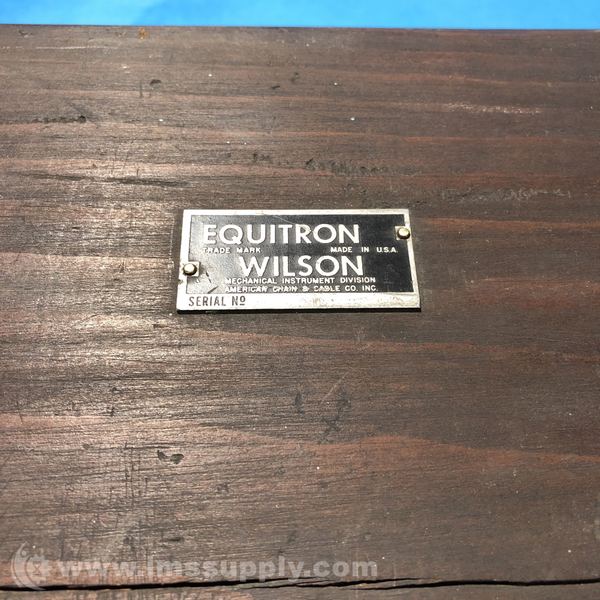 EQUITRON
TRADE MARK MADE IN U.S.A.
WILSON
MECHANICAL INSTRUMENT DIVISION
AMERICAN CHAIN & CABLE CO. INC.
SERIAL Nº
www.imssupply.com